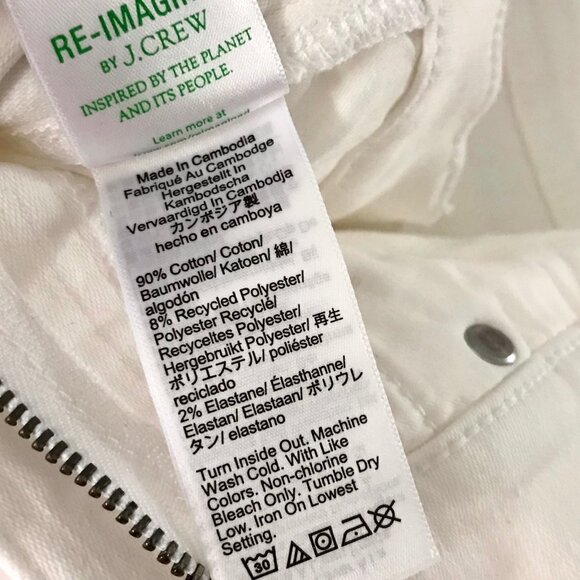 RE-IMAGIN
BY J.CREW
INSPIRED BY THE PLANET
AND ITS PEOPLE.
Learn more at
Made In Cambodia
Fabriqué Au Cambodge
Hergestellt In
Kambodscha
Vervaardigd In Cambodja
カンボジア製
hecho en camboya
90% Cotton/ Coton/
Baumwolle/ Katoen/ 綿/
algodón
8% Recycled Polyester/
Polyester Recyclé/
Recyceltes Polyester/
Hergebruikt Polyester/ 再生
ポリエステル/ poliéster
reciclado
2% Elastane/ Élasthanne/
Elastan/ Elastaan/ ポリウレ
タン/ elastano
Turn Inside Out. Machine
Wash Cold. With Like
Colors. Non-chlorine
Bleach Only. Tumble Dry
Low. Iron On Lowest
Setting.
30